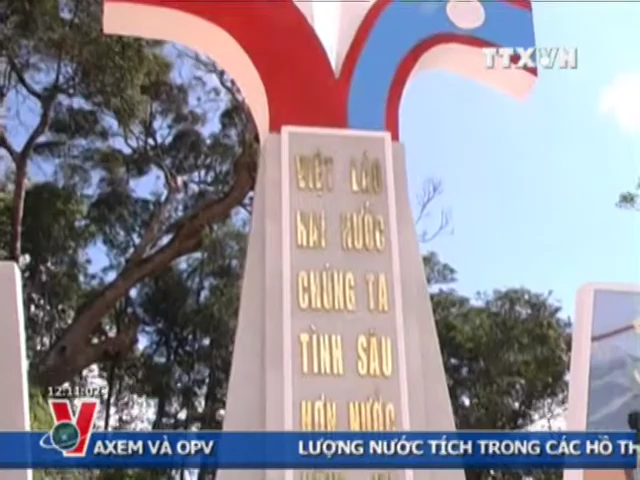 TTXVN
VIỆT LÀO
HAI NƯỚC
CHÚNG TA
TÌNH SÂU
HƠN NƯỚC
12:11:02
V
AXEM VÀ OPV LƯỢNG NƯỚC TÍCH TRONG CÁC HỒ TH